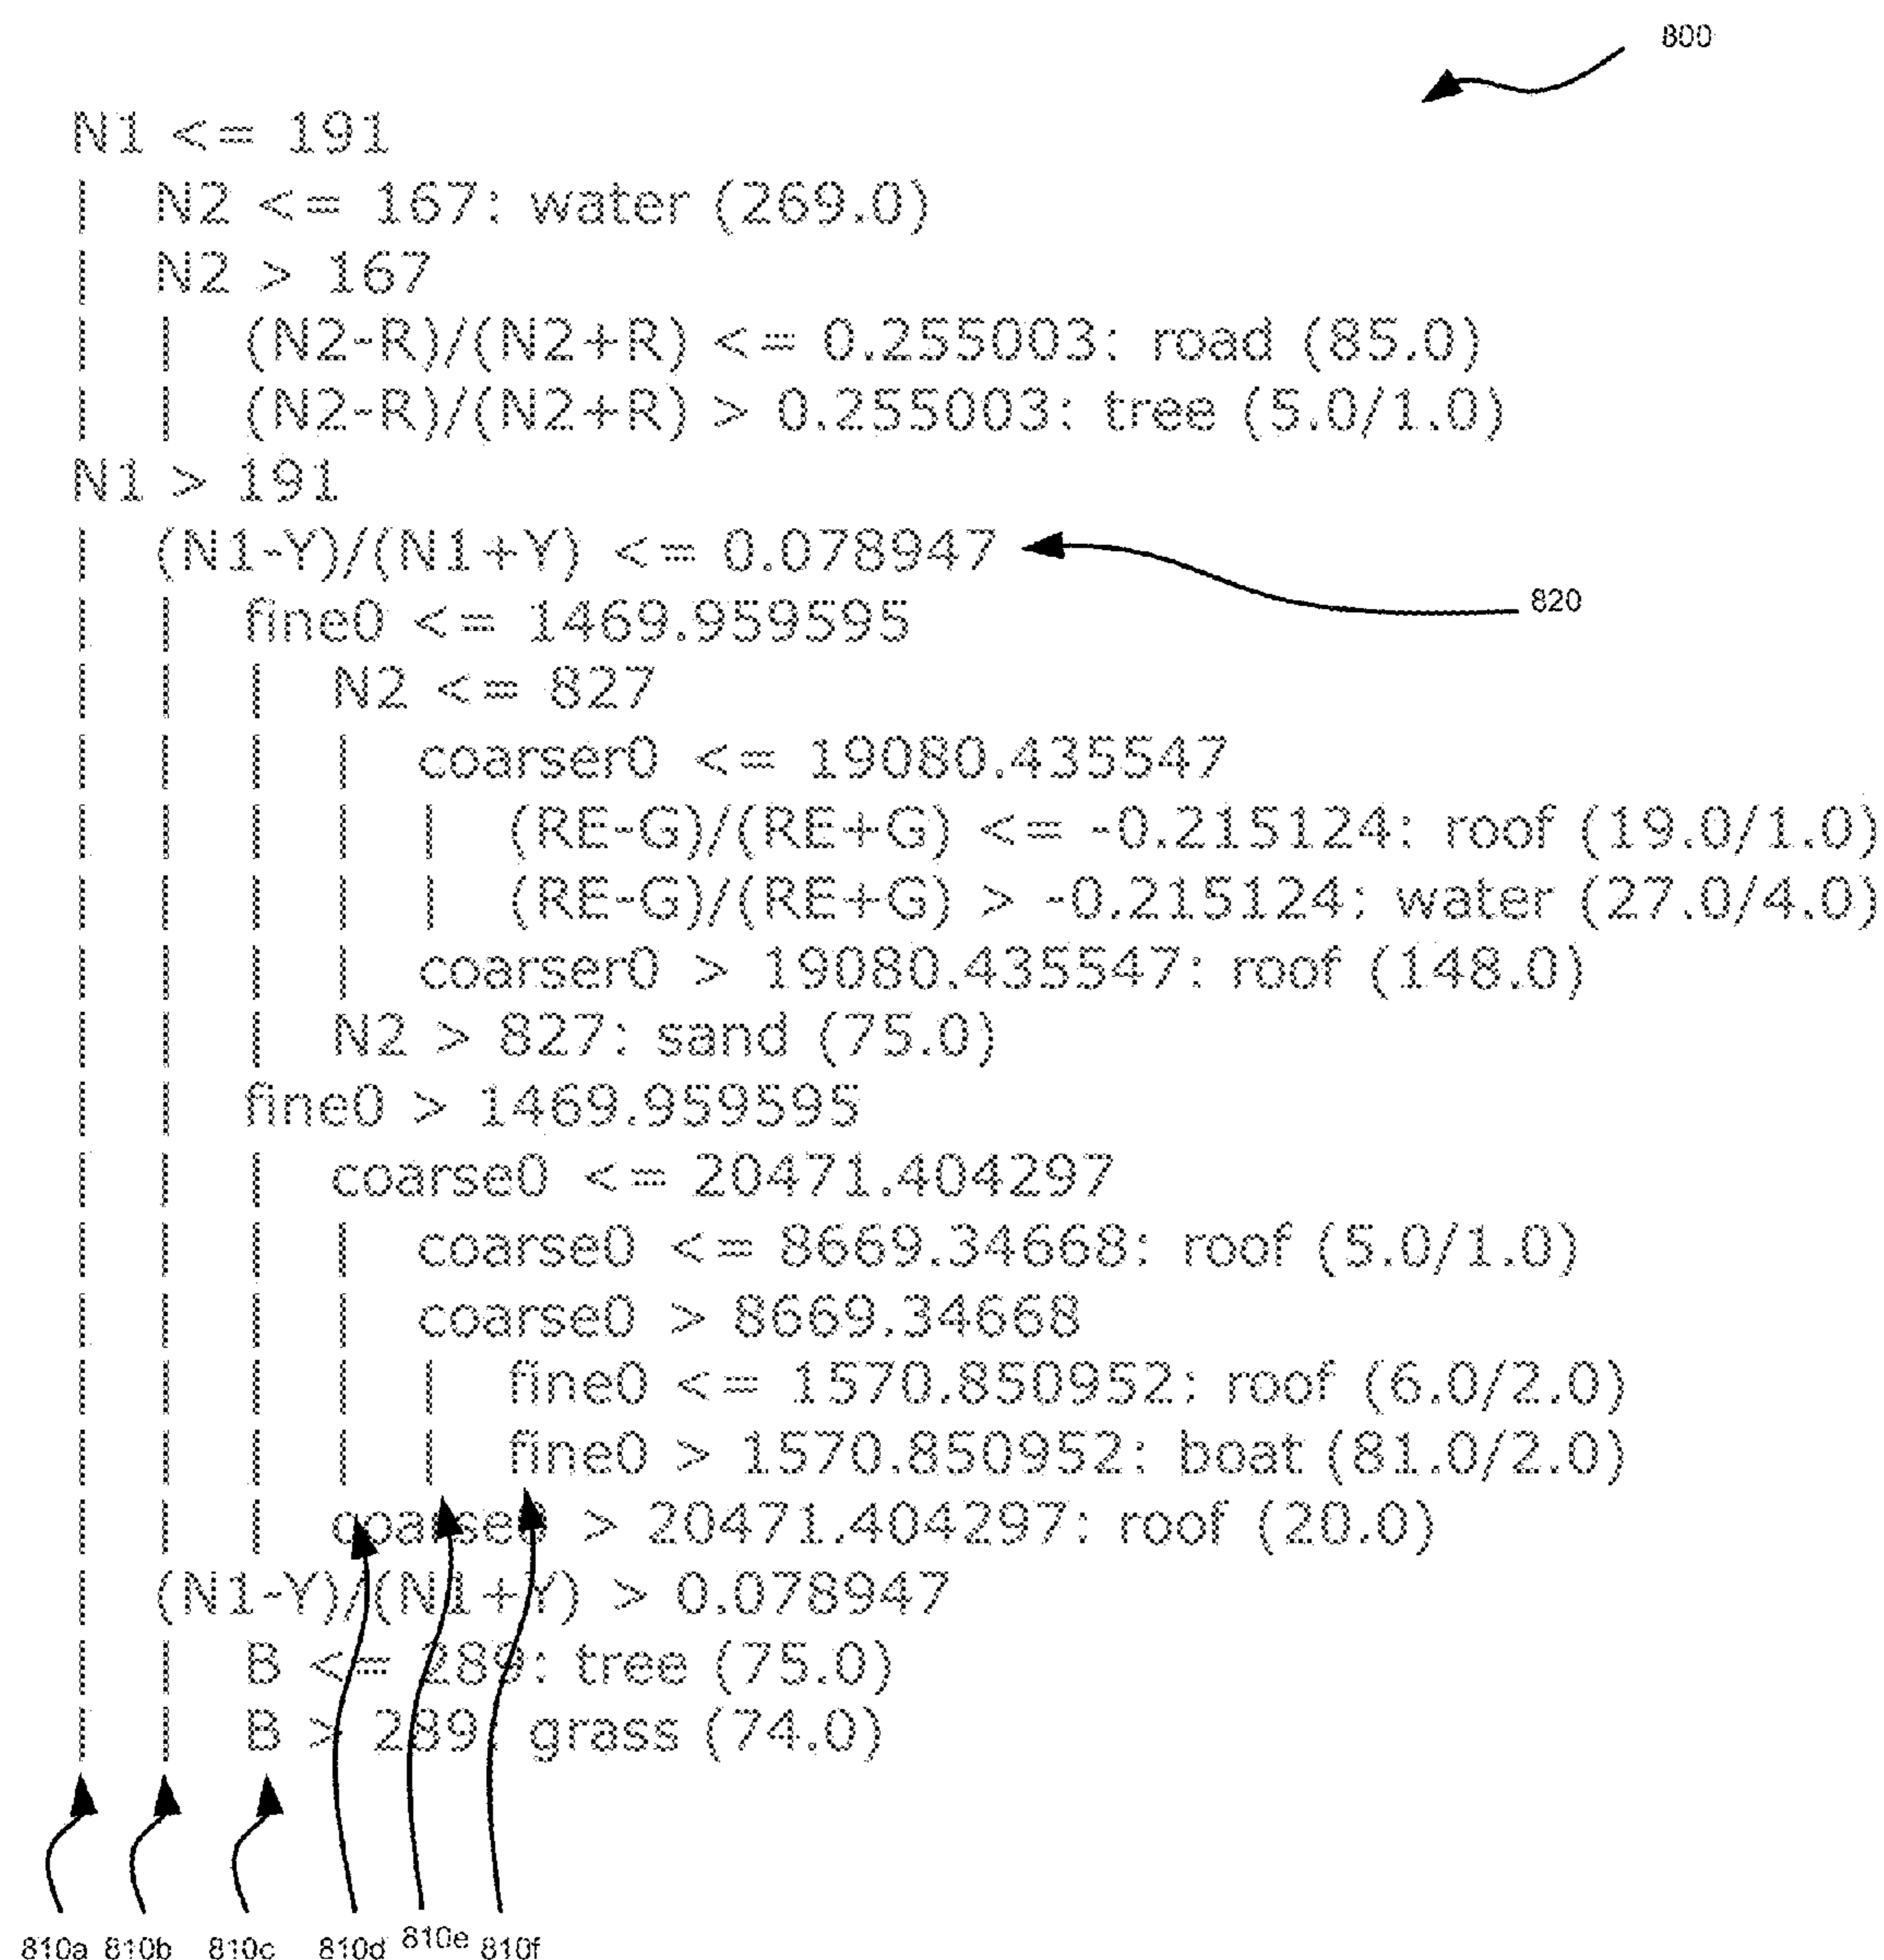 800
N1 <= 191
| N2 <= 167: water (269.0)
| N2 > 167
| | (N2-R)/(N2+R) <= 0.255003: road (85.0)
| | (N2-R)/(N2+R) > 0.255003: tree (5.0/1.0)
N1 > 191
| (N1-Y)/(N1+Y) <= 0.078947
820
| | fine0 <= 1469.959595
| | | N2 <= 827
| | | | coarser0 <= 19080.435547
| | | | | (RE-G)/(RE+G) <= -0.215124: roof (19.0/1.0)
| | | | | (RE-G)/(RE+G) > -0.215124: water (27.0/4.0)
| | | | coarser0 > 19080.435547: roof (148.0)
| | | N2 > 827: sand (75.0)
| | fine0 > 1469.959595
| | | coarse0 <= 20471.404297
| | | | coarse0 <= 8669.34668: roof (5.0/1.0)
| | | | coarse0 > 8669.34668
| | | | | fine0 <= 1570.850952: roof (6.0/2.0)
| | | | | fine0 > 1570.850952: boat (81.0/2.0)
| | | coarse0 > 20471.404297: roof (20.0)
| (N1-Y)/(N1+Y) > 0.078947
| | B <= 289: tree (75.0)
| | B > 289: grass (74.0)
810a 810b 810c 810d 810e 810f